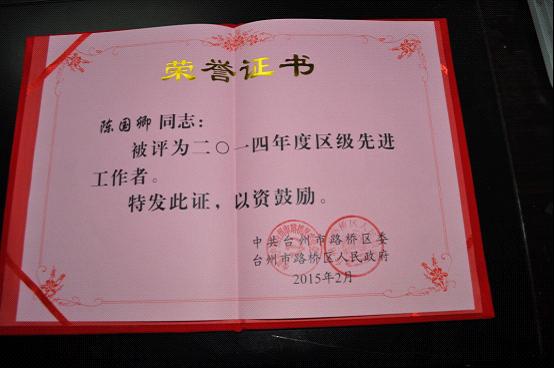 荣誉证书
陈国卿同志：
被评为二〇一四年度区级先进
工作者。
特发此证，以资鼓励。
中共台州市路桥区委
台州市路桥区人民政府
2015年2月